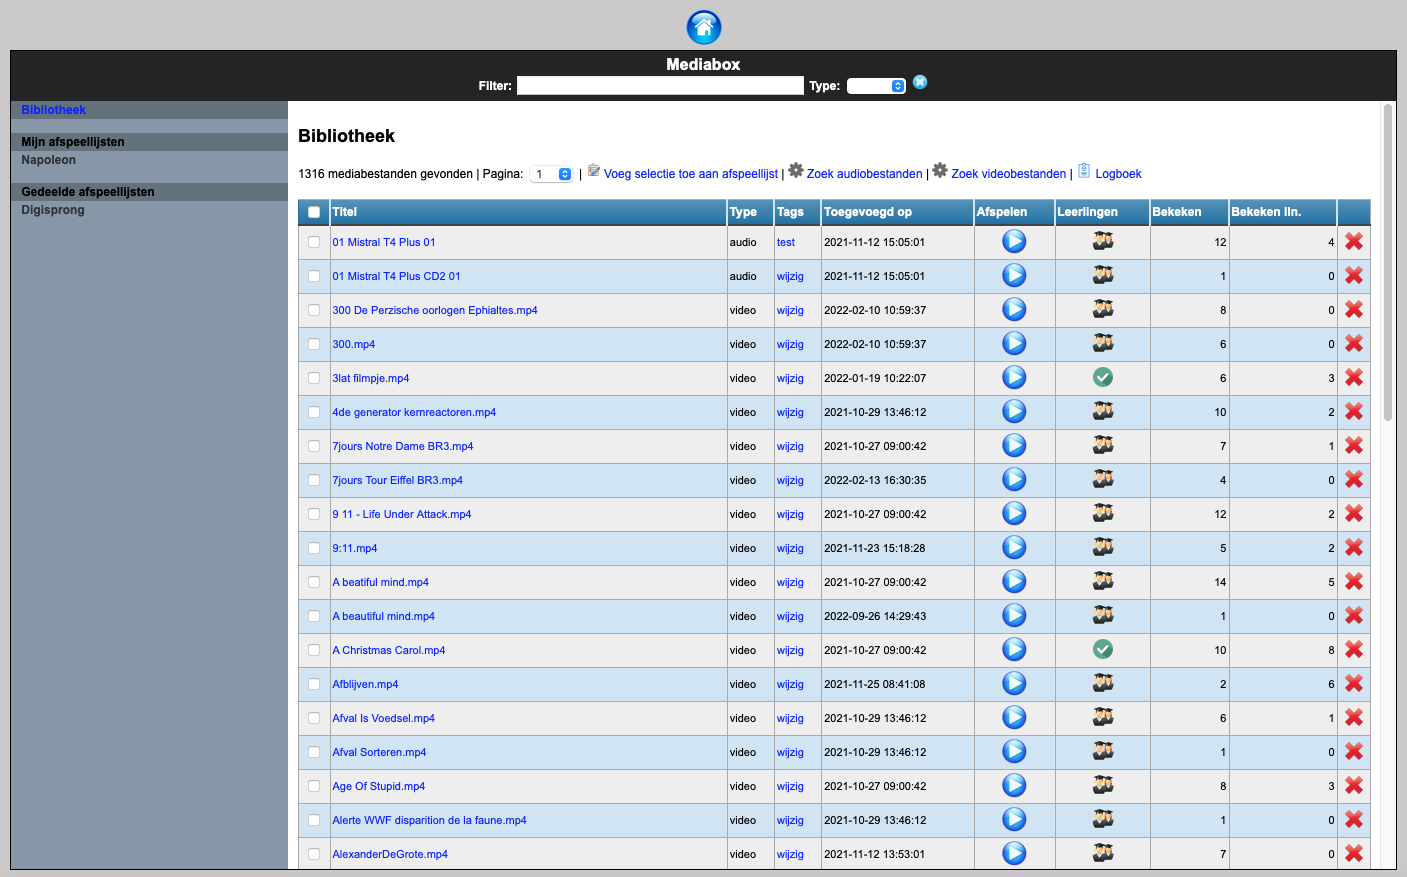 Mediabox
Filter: Type:
Bibliotheek
Mijn afspeellijsten
Napoleon
Gedeelde afspeellijsten
Digisprong
Bibliotheek
1316 mediabestanden gevonden | Pagina: 1 | Voeg selectie toe aan afspeellijst | Zoek audiobestanden | Zoek videobestanden | Logboek
Titel Type Tags Toegevoegd op Afspelen Leerlingen Bekeken Bekeken lln.
01 Mistral T4 Plus 01 audio test 2021-11-12 15:05:01 12 4
01 Mistral T4 Plus CD2 01 audio wijzig 2021-11-12 15:05:01 1 0
300 De Perzische oorlogen Ephialtes.mp4 video wijzig 2022-02-10 10:59:37 8 0
300.mp4 video wijzig 2022-02-10 10:59:37 6 0
3lat filmpje.mp4 video wijzig 2022-01-19 10:22:07 6 3
4de generator kernreactoren.mp4 video wijzig 2021-10-29 13:46:12 10 2
7jours Notre Dame BR3.mp4 video wijzig 2021-10-27 09:00:42 7 1
7jours Tour Eiffel BR3.mp4 video wijzig 2022-02-13 16:30:35 4 0
9 11 - Life Under Attack.mp4 video wijzig 2021-10-27 09:00:42 12 2
9:11.mp4 video wijzig 2021-11-23 15:18:28 5 2
A beatiful mind.mp4 video wijzig 2021-10-27 09:00:42 14 5
A beautiful mind.mp4 video wijzig 2022-09-26 14:29:43 1 0
A Christmas Carol.mp4 video wijzig 2021-10-27 09:00:42 10 8
Afblijven.mp4 video wijzig 2021-11-25 08:41:08 2 6
Afval Is Voedsel.mp4 video wijzig 2021-10-29 13:46:12 6 1
Afval Sorteren.mp4 video wijzig 2021-10-29 13:46:12 1 0
Age Of Stupid.mp4 video wijzig 2021-10-27 09:00:42 8 3
Alerte WWF disparition de la faune.mp4 video wijzig 2021-10-29 13:46:12 1 0
AlexanderDeGrote.mp4 video wijzig 2021-11-12 13:53:01 7 0